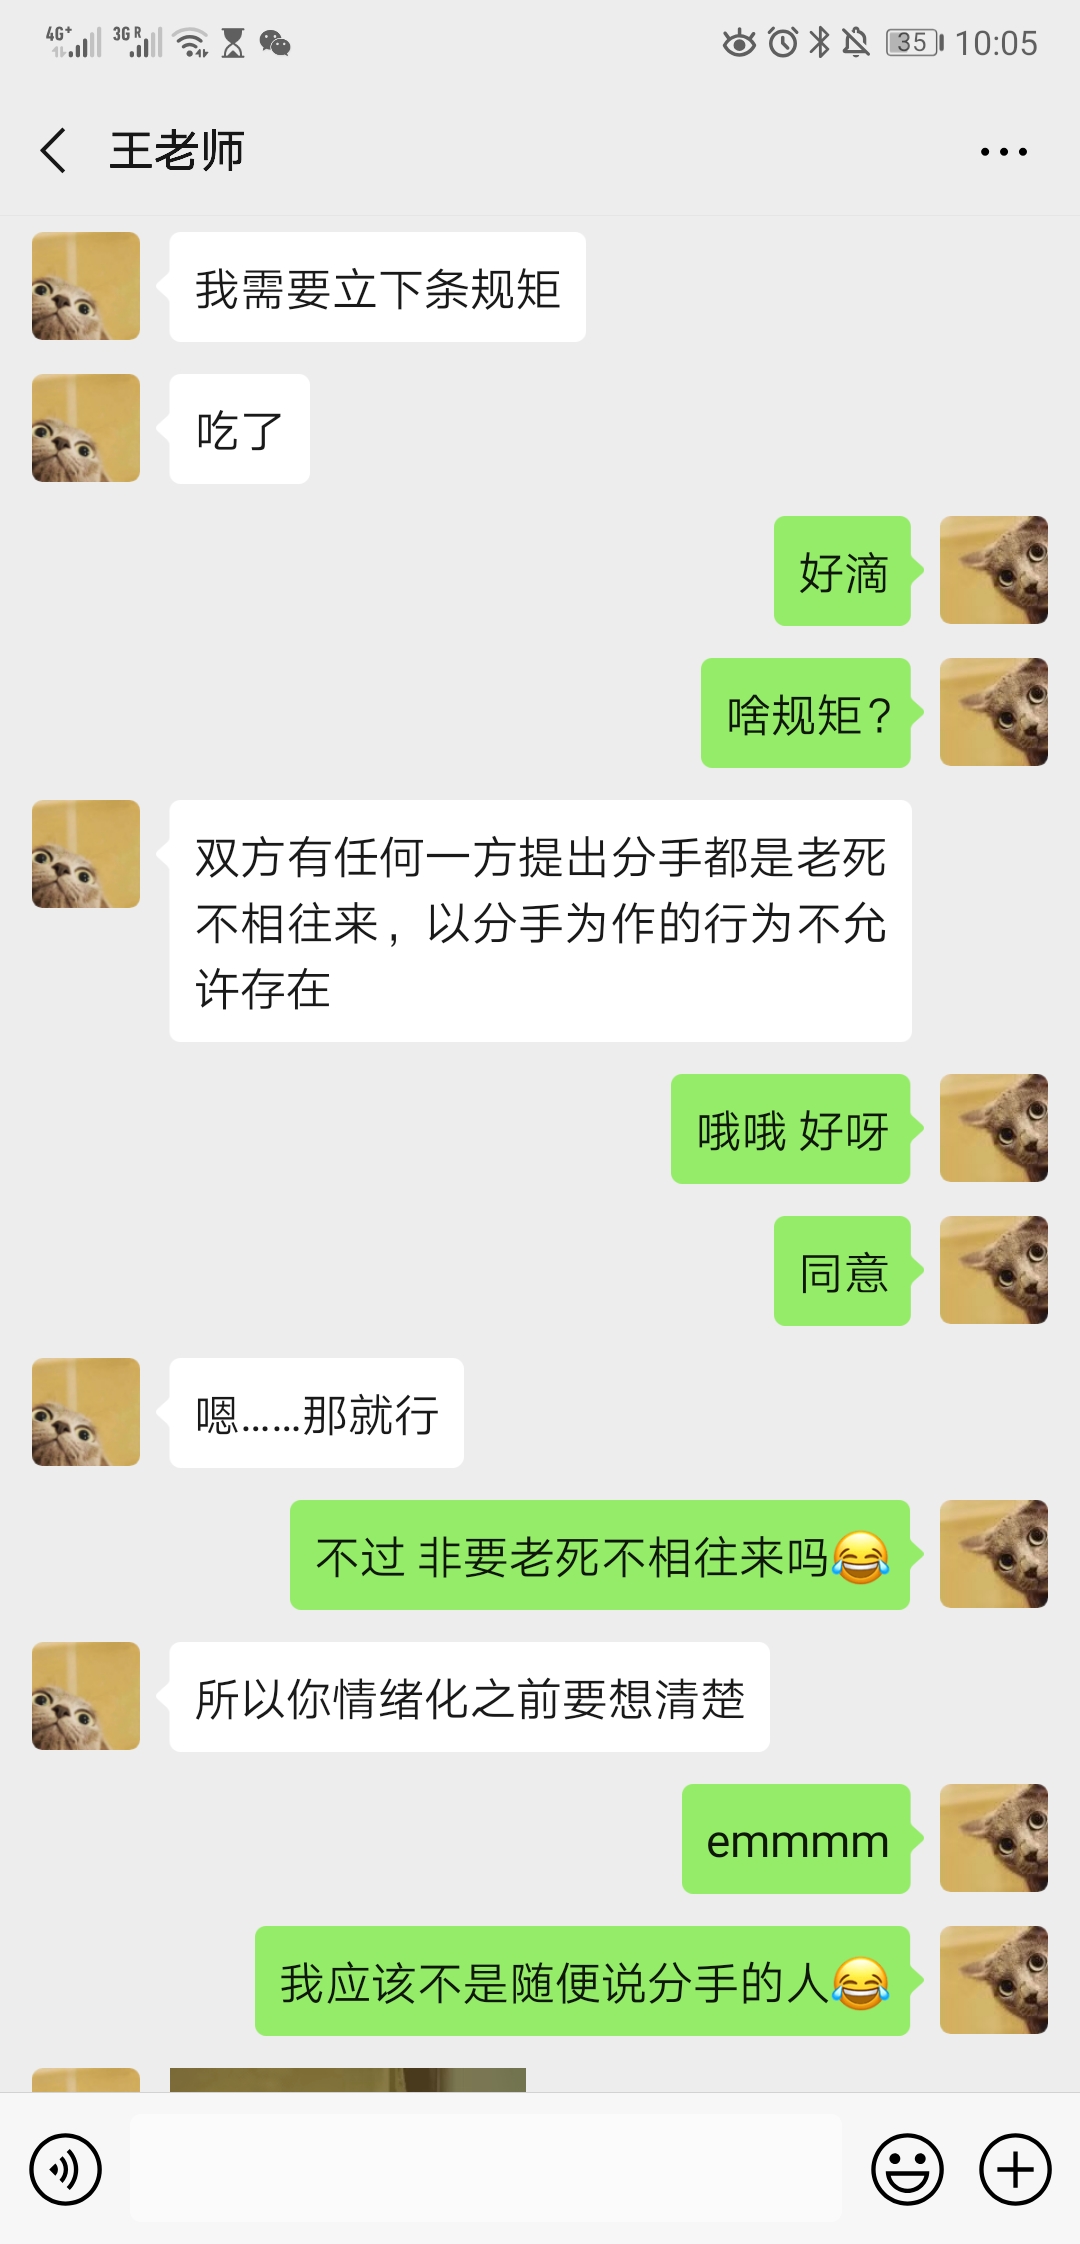 4G+ 3G R 35 10:05
王老师
我需要立下条规矩
吃了
好滴
啥规矩?
双方有任何一方提出分手都是老死
不相往来，以分手为作的行为不允
许存在
哦哦 好呀
同意
嗯……那就行
不过 非要老死不相往来吗😂
所以你情绪化之前要想清楚
emmmm
我应该不是随便说分手的人😂